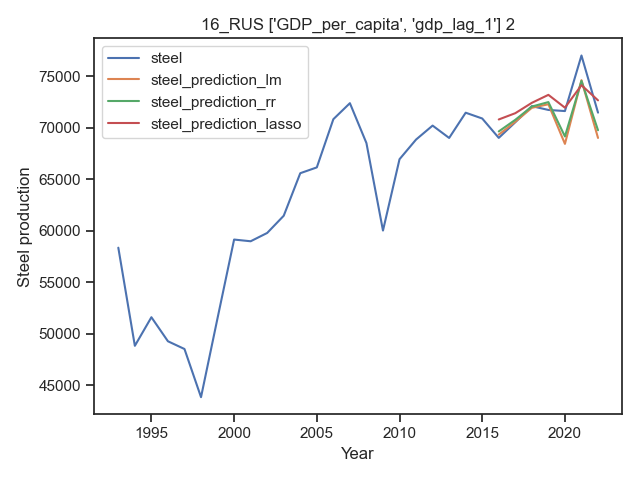 16_RUS ['GDP_per_capita', 'gdp_lag_1'] 2
steel
steel_prediction_lm
steel_prediction_rr
steel_prediction_lasso
75000
70000
65000
60000
55000
50000
45000
Steel production
1995 2000 2005 2010 2015 2020
Year